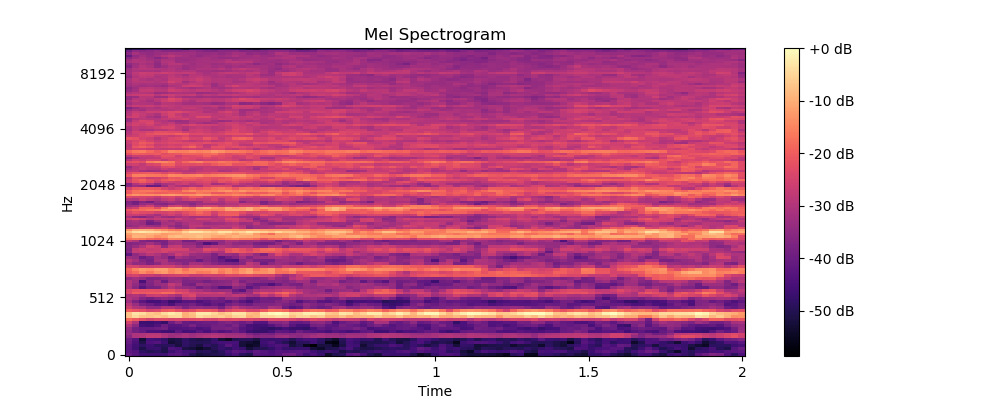 Mel Spectrogram
Hz
8192
4096
2048
1024
512
0
0
0.5
1
1.5
2
Time
+0 dB
-10 dB
-20 dB
-30 dB
-40 dB
-50 dB